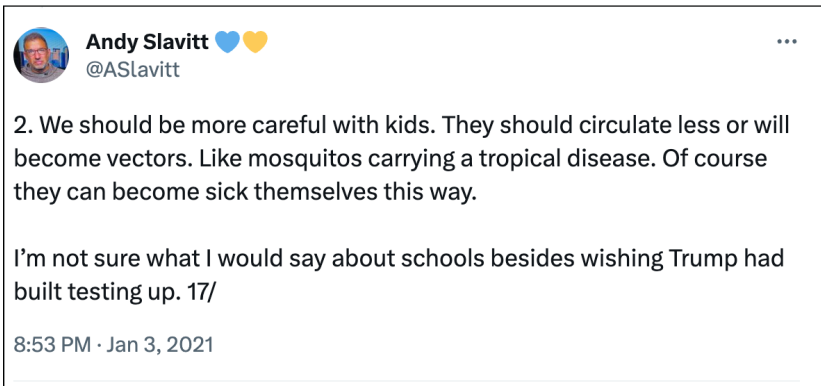 Andy Slavitt 💙💛
@ASlavitt
2. We should be more careful with kids. They should circulate less or will
become vectors. Like mosquitos carrying a tropical disease. Of course
they can become sick themselves this way.
I’m not sure what I would say about schools besides wishing Trump had
built testing up. 17/
8:53 PM · Jan 3, 2021